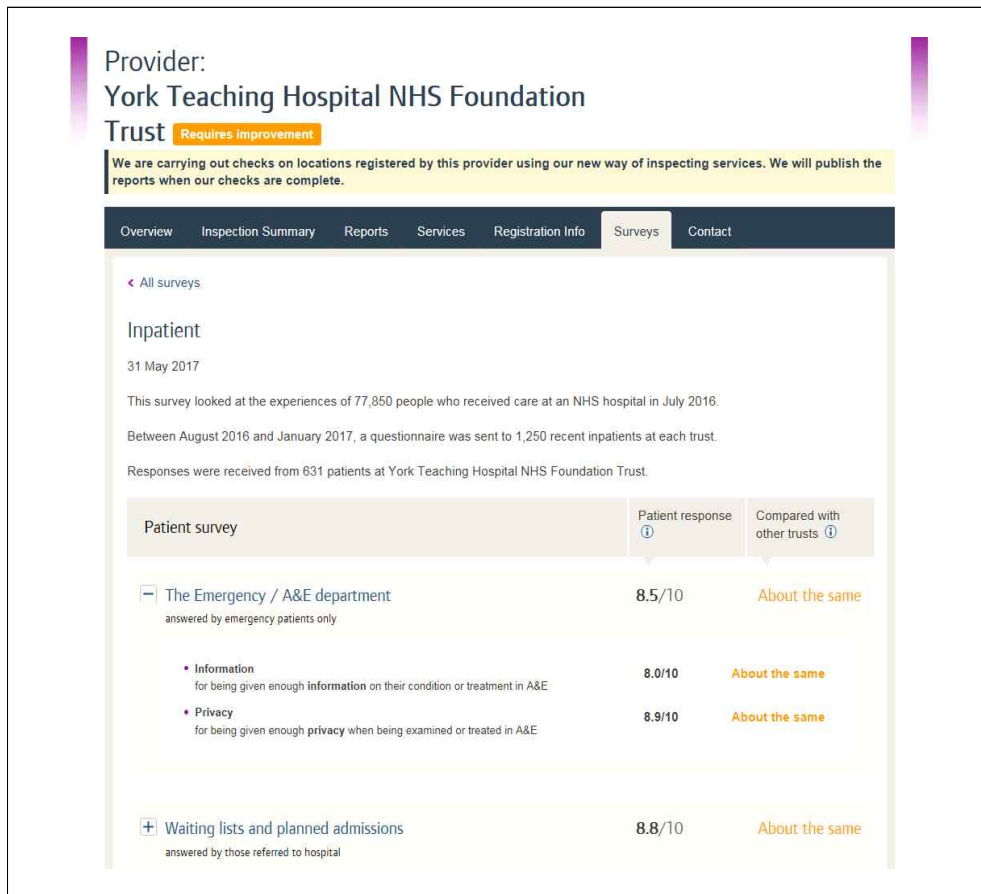 Provider:
York Teaching Hospital NHS Foundation
Trust Requires improvement
We are carrying out checks on locations registered by this provider using our new way of inspecting services. We will publish the
reports when our checks are complete.
Overview Inspection Summary Reports Services Registration Info Surveys Contact
< All surveys
Inpatient
31 May 2017
This survey looked at the experiences of 77,850 people who received care at an NHS hospital in July 2016.
Between August 2016 and January 2017, a questionnaire was sent to 1,250 recent inpatients at each trust.
Responses were received from 631 patients at York Teaching Hospital NHS Foundation Trust.
Patient survey
Patient response
i
Compared with
other trusts i
− The Emergency / A&E department 8.5/10 About the same
answered by emergency patients only
• Information 8.0/10 About the same
for being given enough information on their condition or treatment in A&E
• Privacy 8.9/10 About the same
for being given enough privacy when being examined or treated in A&E
+ Waiting lists and planned admissions 8.8/10 About the same
answered by those referred to hospital